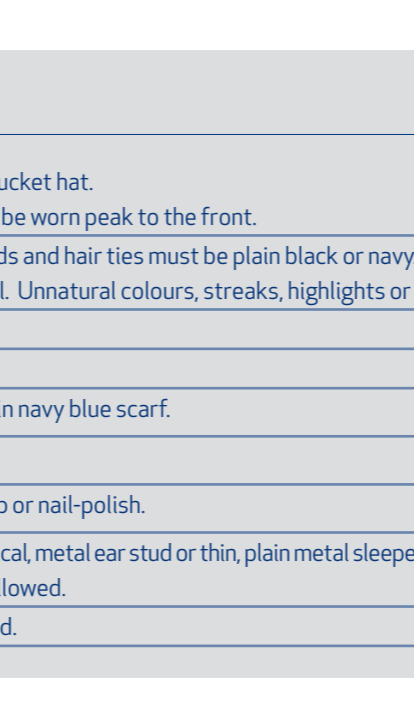 ucket hat.
be worn peak to the front.
ds and hair ties must be plain black or navy
l. Unnatural colours, streaks, highlights or
in navy blue scarf.
or nail-polish.
cal, metal ear stud or thin, plain metal sleepe
llowed.
d.